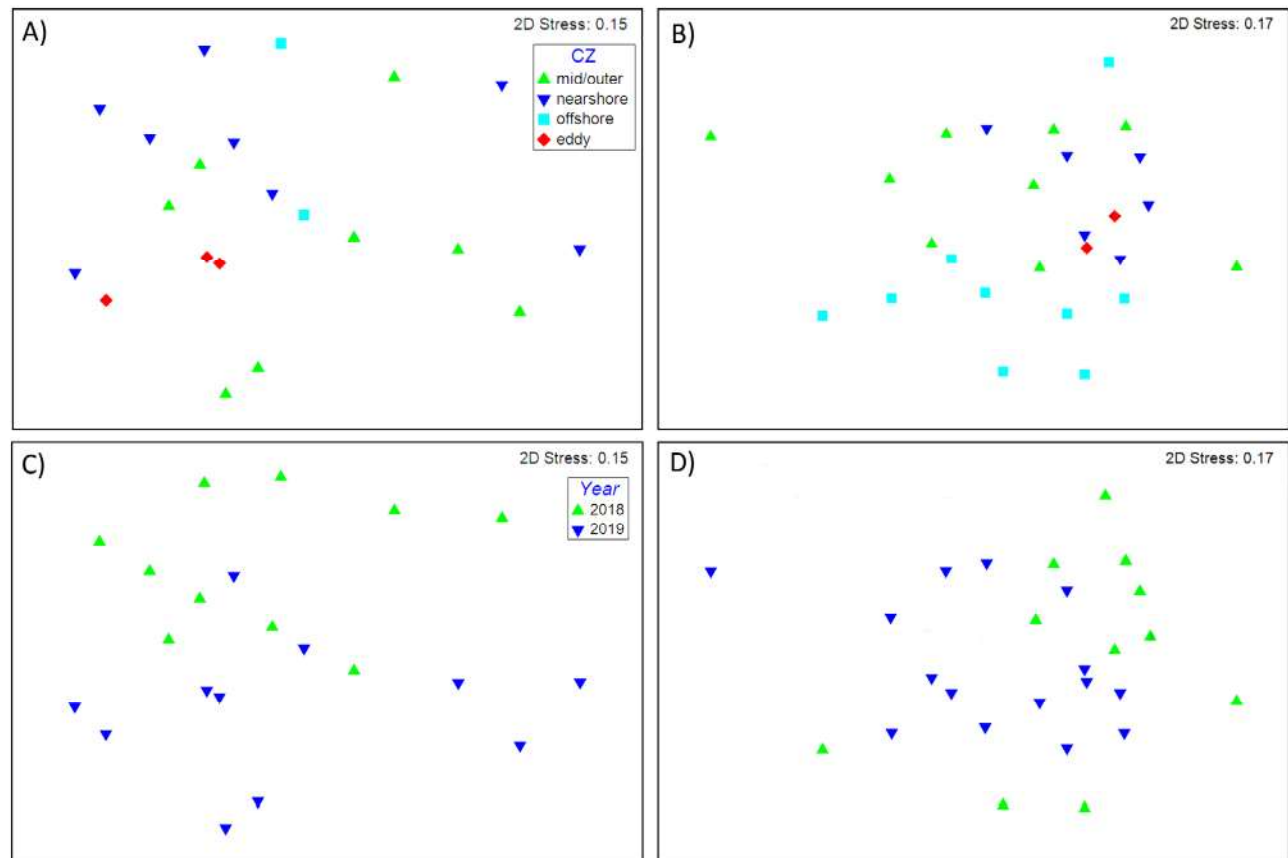 A)
2D Stress: 0.15
CZ
mid/outer
nearshore
offshore
eddy
B)
2D Stress: 0.17
C)
2D Stress: 0.15
Year
2018
2019
D)
2D Stress: 0.17